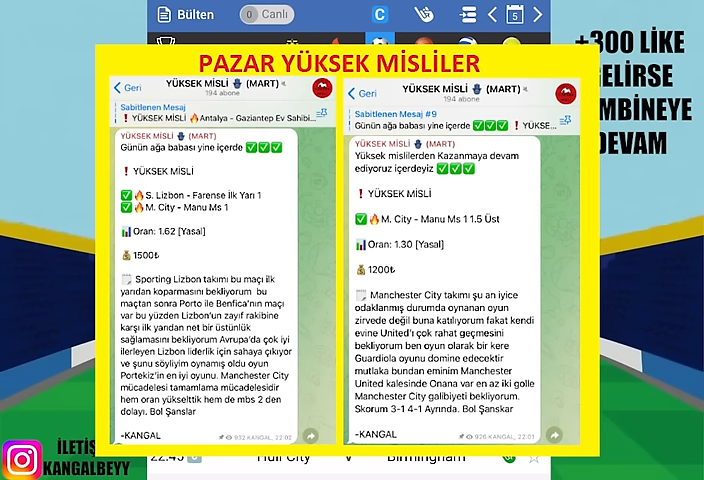 Bülten
0 Canlı
C
5
+300 LİKE
GELİRSE
KOMBİNEYE
DEVAM
PAZAR YÜKSEK MİSLİLER
Geri
YÜKSEK MİSLİ (MART)
194 abone
Sabitlenen Mesaj
❗ YÜKSEK MİSLİ 🔥Antalya - Gaziantep Ev Sahibi...
YÜKSEK MİSLİ (MART)
Günün ağa babası yine içerde ✅✅✅
❗ YÜKSEK MİSLİ
✅🔥S. Lizbon - Farense İlk Yarı 1
✅🔥M. City - Manu Ms 1
📊Oran: 1.62 [Yasal]
💰1500₺
🗒 Sporting Lizbon takımı bu maçı ilk
yarıdan koparmasını bekliyorum bu
maçtan sonra Porto ile Benfica'nın maçı
var bu yüzden Lizbon'un zayıf rakibine
karşı ilk yarıdan net bir üstünlük
sağlamasını bekliyorum Avrupa'da çok iyi
ilerleyen Lizbon liderlik için sahaya çıkıyor
ve şunu söyliyim oynamış oldu oyun
Portekiz'in en iyi oyunu. Manchester City
mücadelesi tamamlama mücadelesidir
hem oran yükselttik hem de mbs 2 den
dolayı. Bol Şanslar
-KANGAL
932 KANGAL, 22:02
Geri
YÜKSEK MİSLİ (MART)
194 abone
Sabitlenen Mesaj #9
Günün ağa babası yine içerde ✅✅✅ ❗ YÜKSE...
YÜKSEK MİSLİ (MART)
Yüksek mislilerden Kazanmaya devam
ediyoruz içerdeyiz ✅✅✅
❗ YÜKSEK MİSLİ
✅🔥M. City - Manu Ms 1 1.5 Üst
📊Oran: 1.30 [Yasal]
💰1200₺
🗒 Manchester City takımı şu an iyice
odaklanmış durumda oynanan oyun
zirvede değil buna katılıyorum fakat kendi
evine United'ı çok rahat geçmesini
bekliyorum ben oyun olarak bir kere
Guardiola oyunu domine edecektir
mutlaka bundan eminim Manchester
United kalesinde Onana var en az iki golle
Manchester City galibiyeti bekliyorum.
Skorum 3-1 4-1 Ayrında. Bol Şanskar
-KANGAL
926 KANGAL, 22:01
KANGALBEYY
22:45
Hull City
v
Birmingham